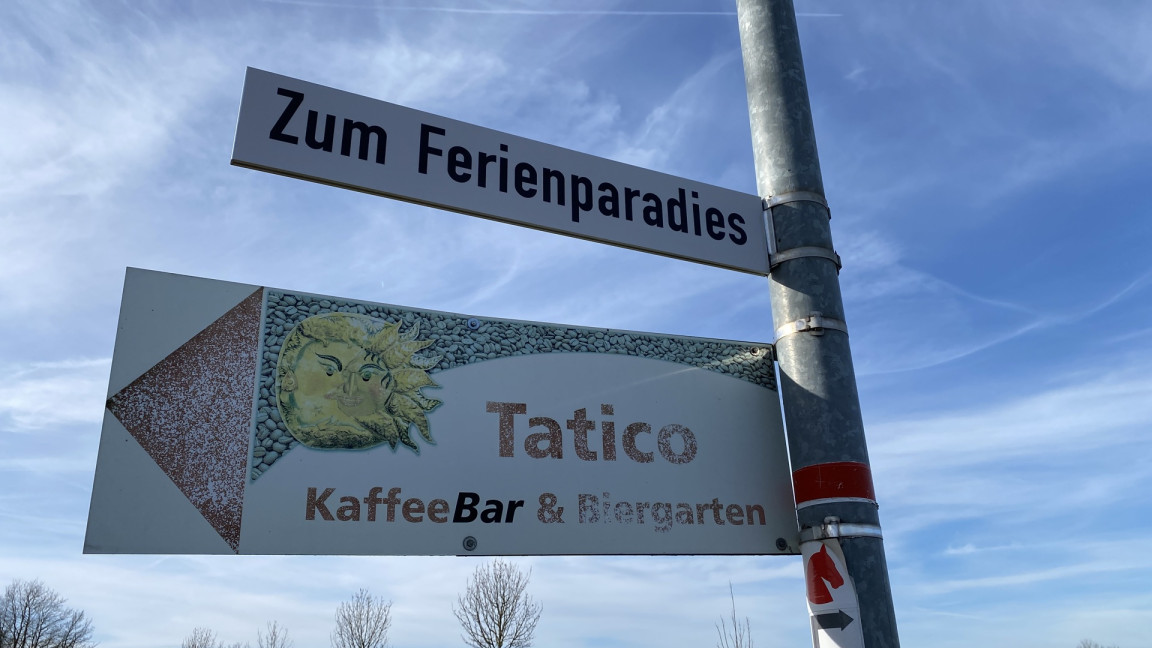 Zum Ferienparadies
Tatico
KaffeeBar & Biergarten